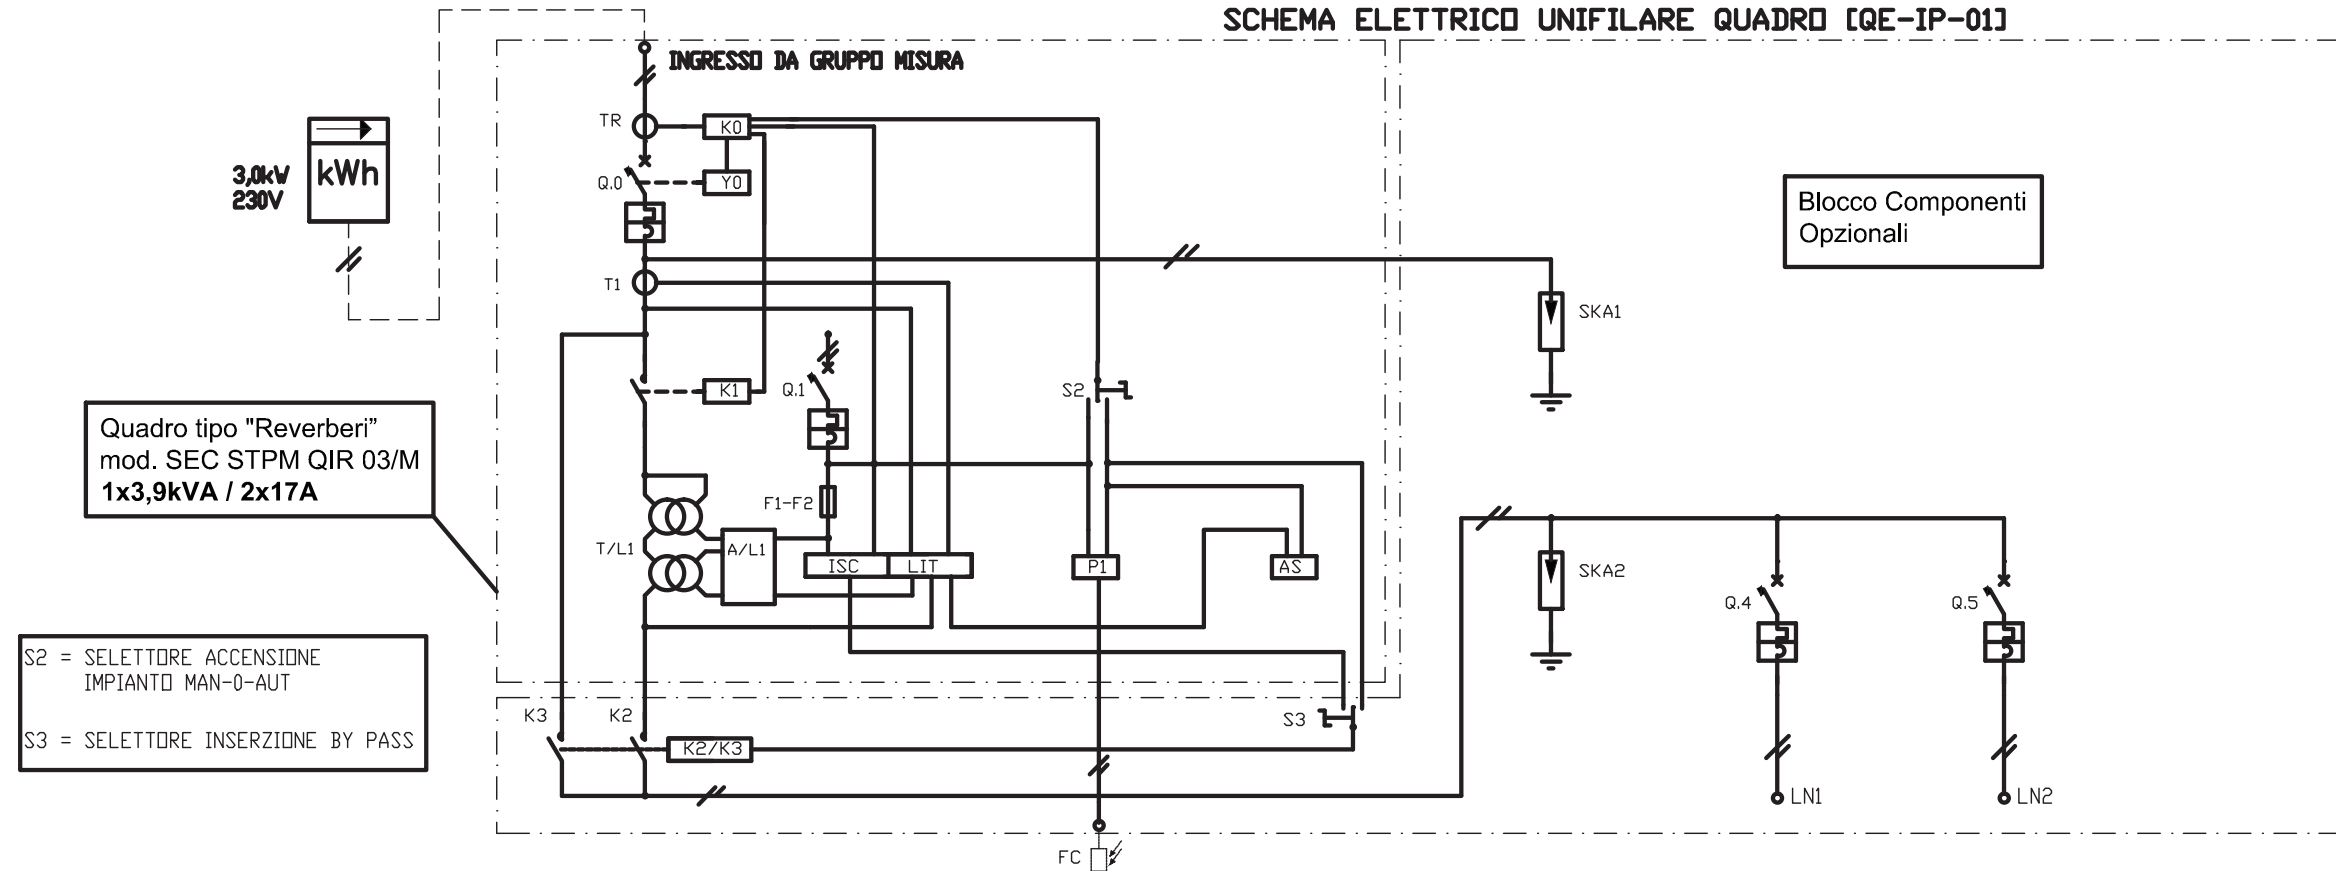 SCHEMA ELETTRICO UNIFILARE QUADRO [QE-IP-01]
INGRESSO DA GRUPPO MISURA
TR
K0
3,0kW
230V
kWh
Q.0
Y0
Blocco Componenti
Opzionali
T1
SKA1
K1
Q.1
S2
Quadro tipo "Reverberi”
mod. SEC STPM QIR 03/M
1x3,9kVA / 2x17A
F1-F2
T/L1
A/L1
ISC
LIT
P1
AS
SKA2
Q.4
Q.5
S2 = SELETTORE ACCENSIONE
IMPIANTO MAN-0-AUT
S3 = SELETTORE INSERZIONE BY PASS
K3
K2
S3
K2/K3
LN1
LN2
FC